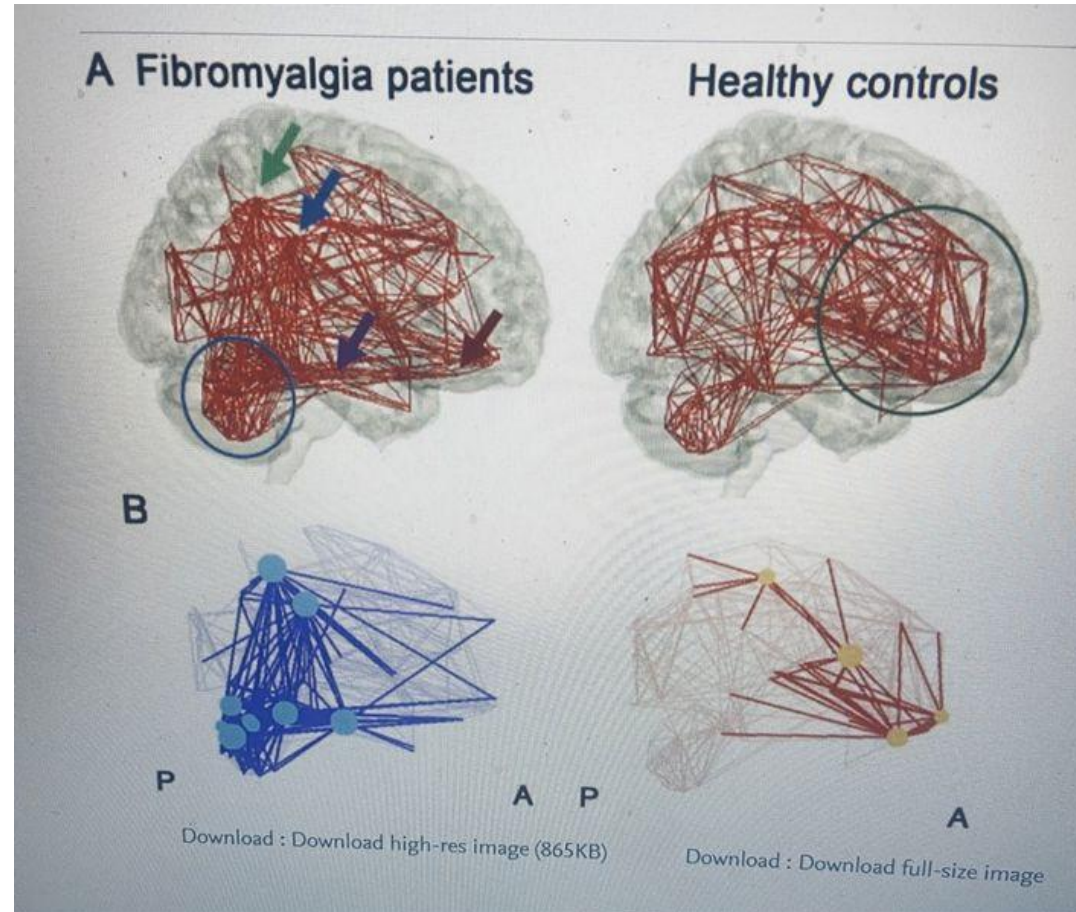 A Fibromyalgia patients
Healthy controls
B
P
A
P
A
Download : Download high-res image (865KB)
Download : Download full-size image